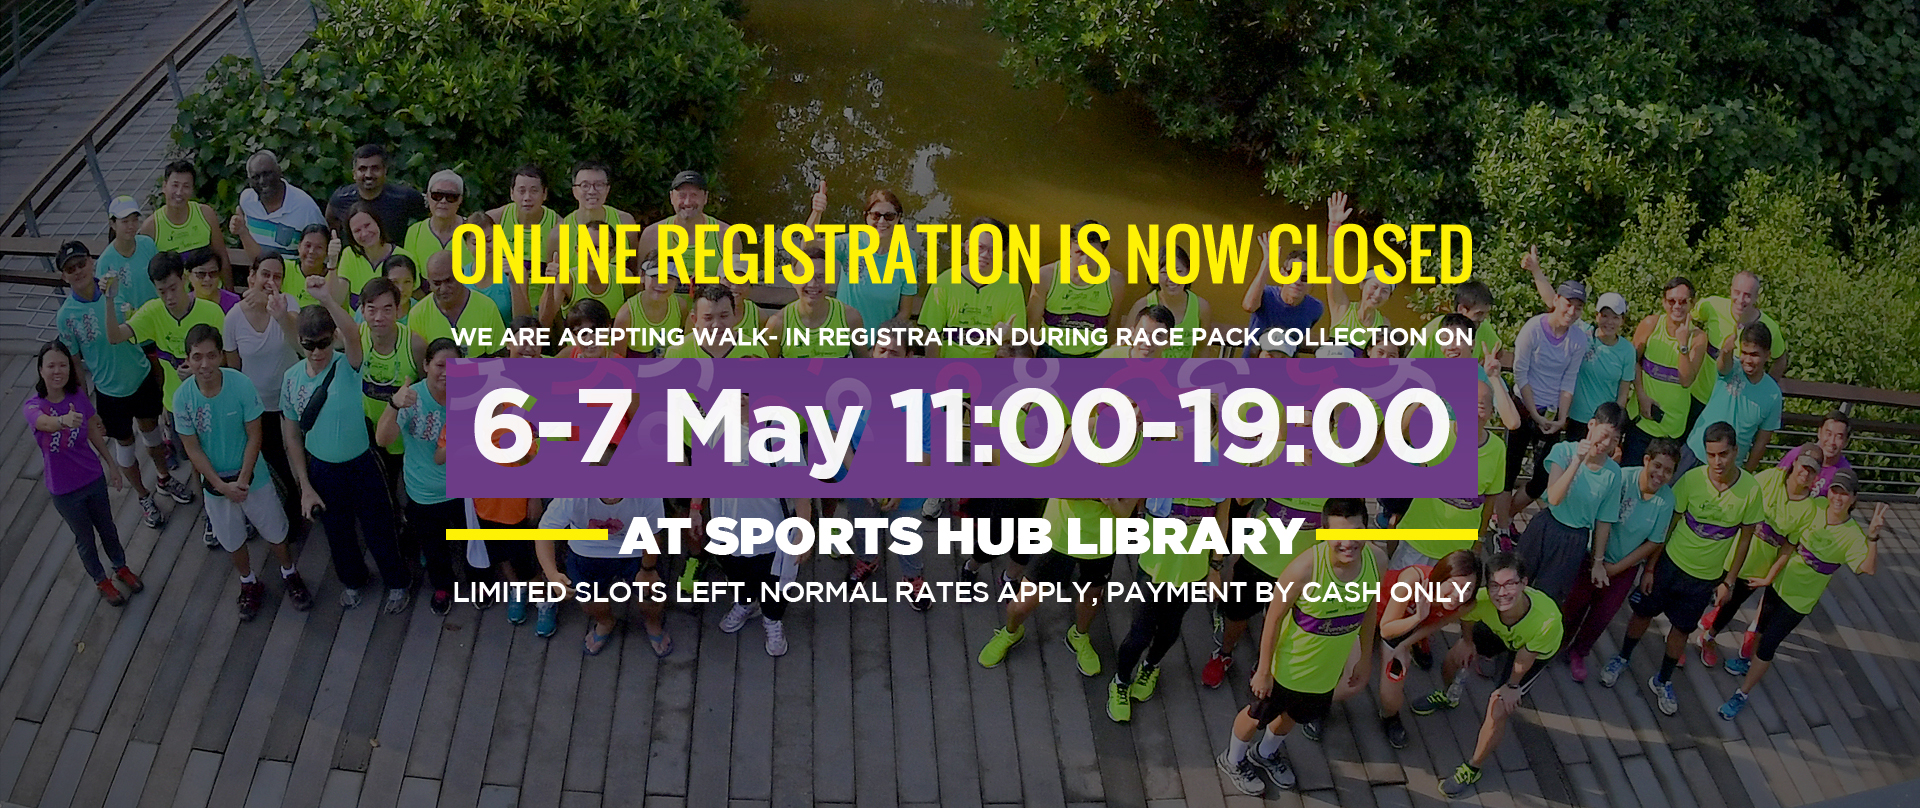 ONLINE REGISTRATION IS NOW CLOSED
WE ARE ACEPTING WALK- IN REGISTRATION DURING RACE PACK COLLECTION ON
6-7 May 11:00-19:00
AT SPORTS HUB LIBRARY
LIMITED SLOTS LEFT. NORMAL RATES APPLY, PAYMENT BY CASH ONLY